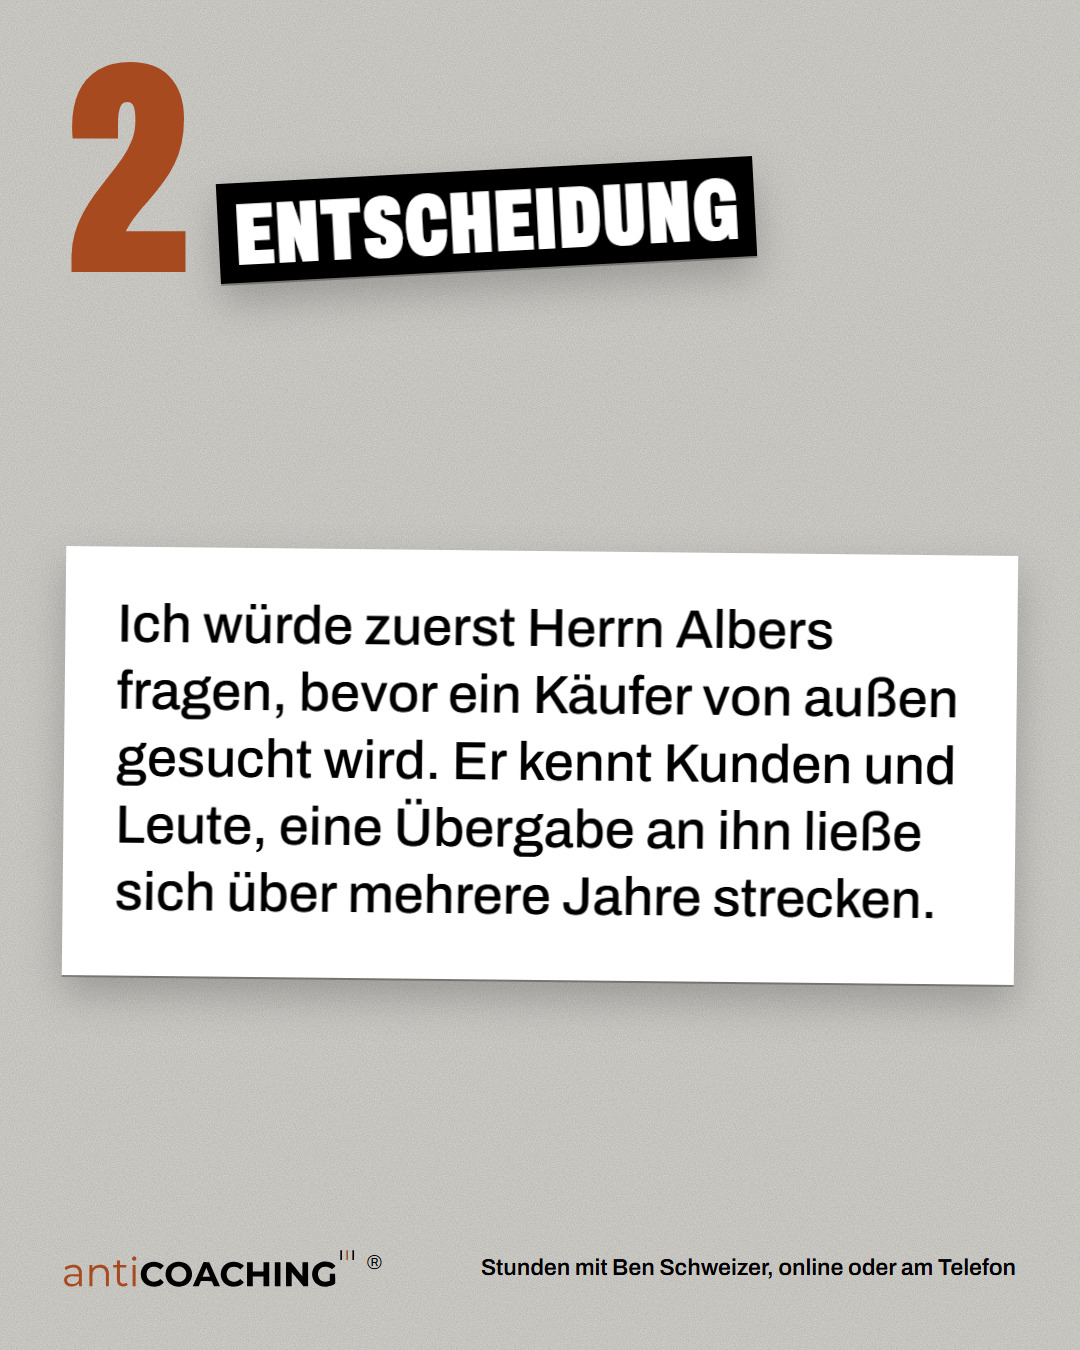 2
ENTSCHEIDUNG
Ich würde zuerst Herrn Albers
fragen, bevor ein Käufer von außen
gesucht wird. Er kennt Kunden und
Leute, eine Übergabe an ihn ließe
sich über mehrere Jahre strecken.
antiCOACHING ®
Stunden mit Ben Schweizer, online oder am Telefon